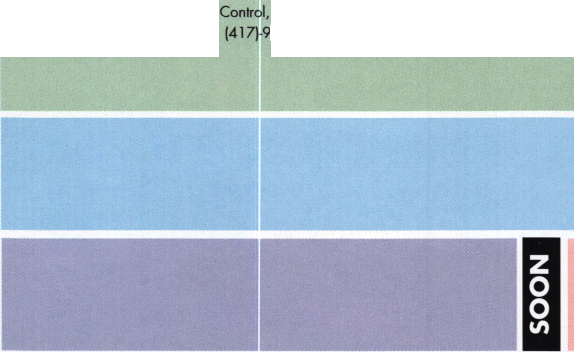 Control,
(417)-9
SOON